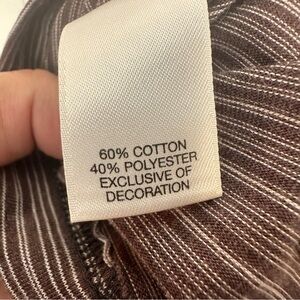 60% COTTON
40% POLYESTER
EXCLUSIVE OF
DECORATION